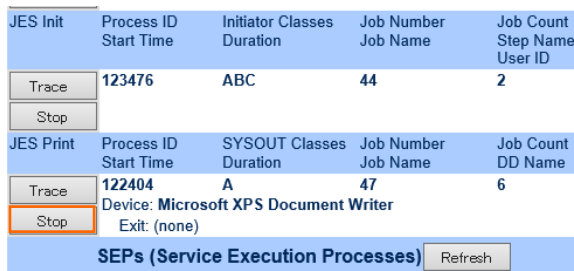 JES Init Process ID Initiator Classes Job Number Job Count
Start Time Duration Job Name Step Name
User ID
Trace 123476 ABC 44 2
Stop
JES Print Process ID SYSOUT Classes Job Number Job Count
Start Time Duration Job Name DD Name
Trace 122404 A 47 6
Device: Microsoft XPS Document Writer
Stop Exit: (none)
SEPs (Service Execution Processes) Refresh